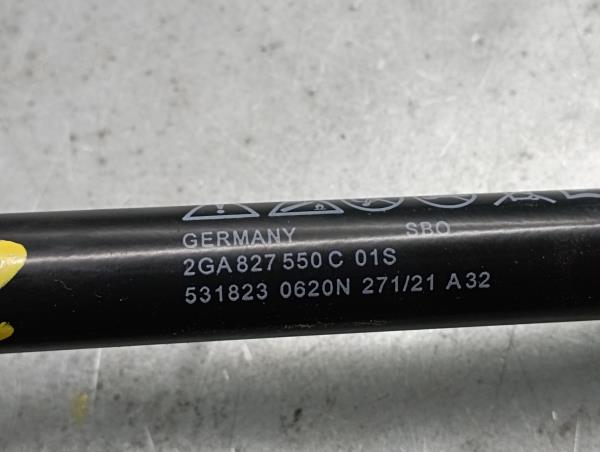 GERMANY SBO
2GA 827 550 C 01S
531823 0620N 271/21 A32